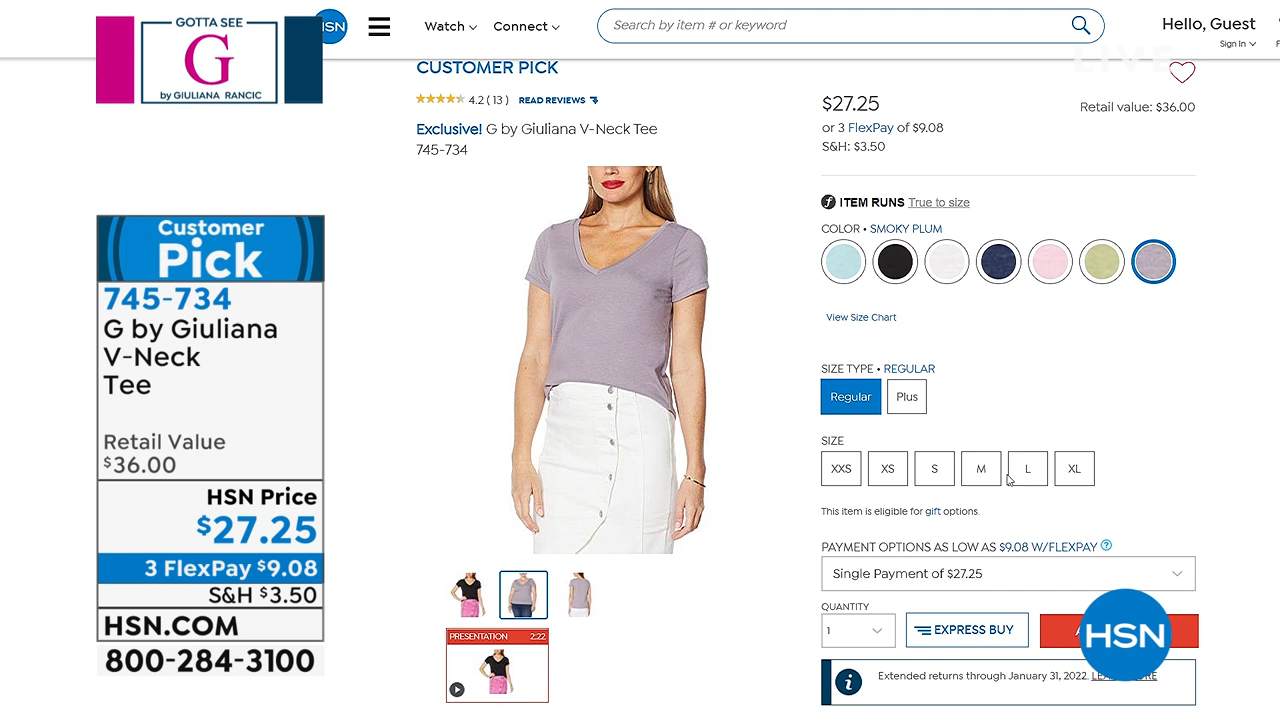 GOTTA SEE
G
by GIULIANA RANCIC
HSN
Watch
Connect
Search by item # or keyword
Hello, Guest
Sign In
LIVE
CUSTOMER PICK
4.2 ( 13 ) READ REVIEWS
Exclusive! G by Giuliana V-Neck Tee
745-734
$27.25
Retail value: $36.00
or 3 FlexPay of $9.08
S&H: $3.50
ITEM RUNS True to size
COLOR • SMOKY PLUM
View Size Chart
SIZE TYPE • REGULAR
Regular
Plus
SIZE
XXS
XS
S
M
L
XL
This item is eligible for gift options.
PAYMENT OPTIONS AS LOW AS $9.08 W/FLEXPAY
Single Payment of $27.25
QUANTITY
1
EXPRESS BUY
HSN
Extended returns through January 31, 2022.
PRESENTATION 2:22
Customer
Pick
745-734
G by Giuliana
V-Neck
Tee
Retail Value
$36.00
HSN Price
$27.25
3 FlexPay $9.08
S&H $3.50
HSN.COM
800-284-3100